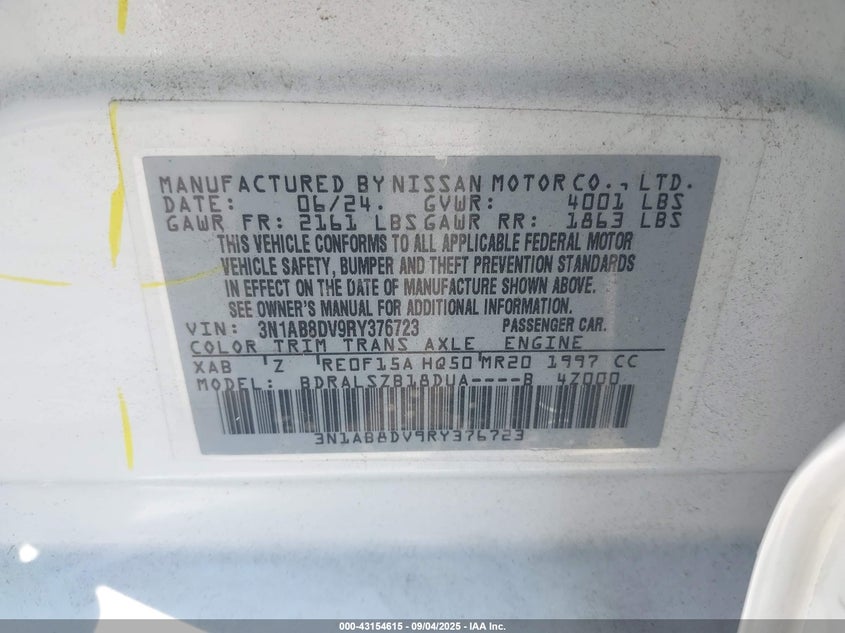 MANUFACTURED BY NISSAN MOTOR CO., LTD.
DATE: 06/24. GVWR: 4001 LBS
GAWR FR: 2161 LBS GAWR RR: 1863 LBS
THIS VEHICLE CONFORMS TO ALL APPLICABLE FEDERAL MOTOR
VEHICLE SAFETY, BUMPER AND THEFT PREVENTION STANDARDS
IN EFFECT ON THE DATE OF MANUFACTURE SHOWN ABOVE.
SEE OWNER'S MANUAL FOR ADDITIONAL INFORMATION.
VIN: 3N1AB8DV9RY376723 PASSENGER CAR.
COLOR TRIM TRANS AXLE ENGINE
XAB Z RE0F15A HQ50 MR20 1997 CC
MODEL: BDRALSZB18DUA----B 4Z000
3N1AB8DV9RY376723
000-43154615 - 09/04/2025 - IAA Inc.